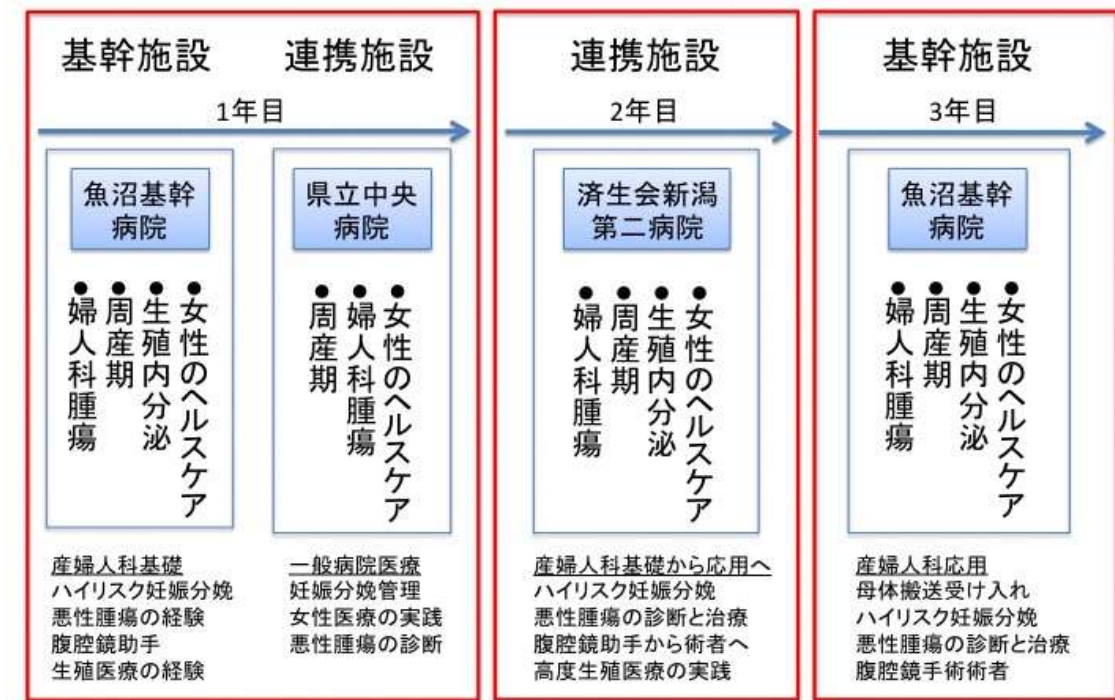 基幹施設
連携施設
1年目
魚沼基幹
病院
●婦人科腫瘍
●周産期
●生殖内分泌
●女性のヘルスケア
産婦人科基礎
ハイリスク妊娠分娩
悪性腫瘍の経験
腹腔鏡助手
生殖医療の経験
県立中央
病院
●周産期
●婦人科腫瘍
●女性のヘルスケア
一般病院医療
妊娠分娩管理
女性医療の実践
悪性腫瘍の診断
連携施設
2年目
済生会新潟
第二病院
●婦人科腫瘍
●周産期
●生殖内分泌
●女性のヘルスケア
産婦人科基礎から応用へ
ハイリスク妊娠分娩
悪性腫瘍の診断と治療
腹腔鏡助手から術者へ
高度生殖医療の実践
基幹施設
3年目
魚沼基幹
病院
●婦人科腫瘍
●周産期
●生殖内分泌
●女性のヘルスケア
産婦人科応用
母体搬送受け入れ
ハイリスク妊娠分娩
悪性腫瘍の診断と治療
腹腔鏡手術術者